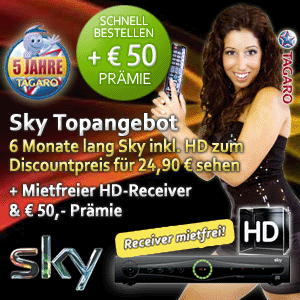 SCHNELL
BESTELLEN
+ € 50
PRÄMIE
5 JAHRE
TAGARO
TAGARO
Sky Topangebot
6 Monate lang Sky inkl. HD zum
Discountpreis für 24,90 € sehen
+ Mietfreier HD-Receiver
& € 50,- Prämie
Receiver mietfrei!
sky
HD
sky